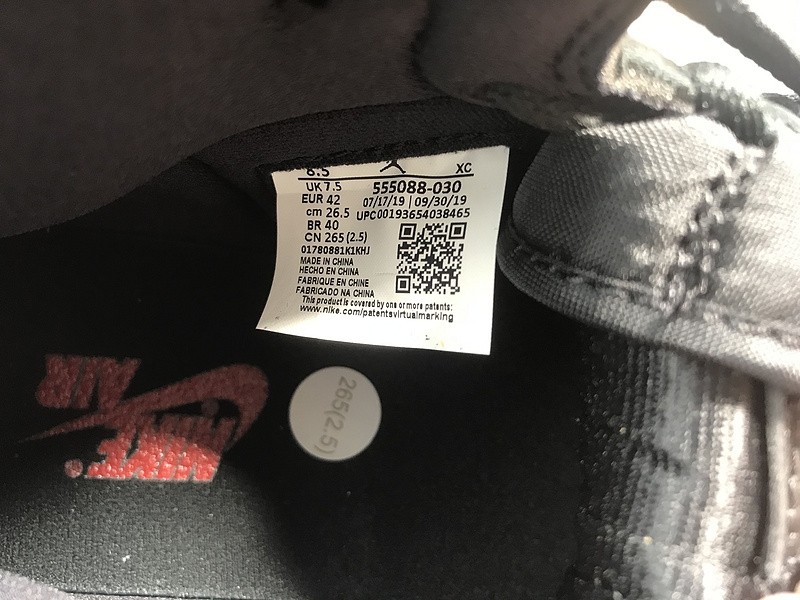 8.5 XC
UK 7.5 555088-030
EUR 42 07/17/19 | 09/30/19
cm 26.5 UPC00193654038465
BR 40
CN 265 (2.5)
01780881K1KHJ
MADE IN CHINA
HECHO EN CHINA
FABRIQUE EN CHINE
FABRICADO NA CHINA
This product is covered by one or more patents:
www.nike.com/patentsvirtualmarking
265(2.5)
NIKE
AIR